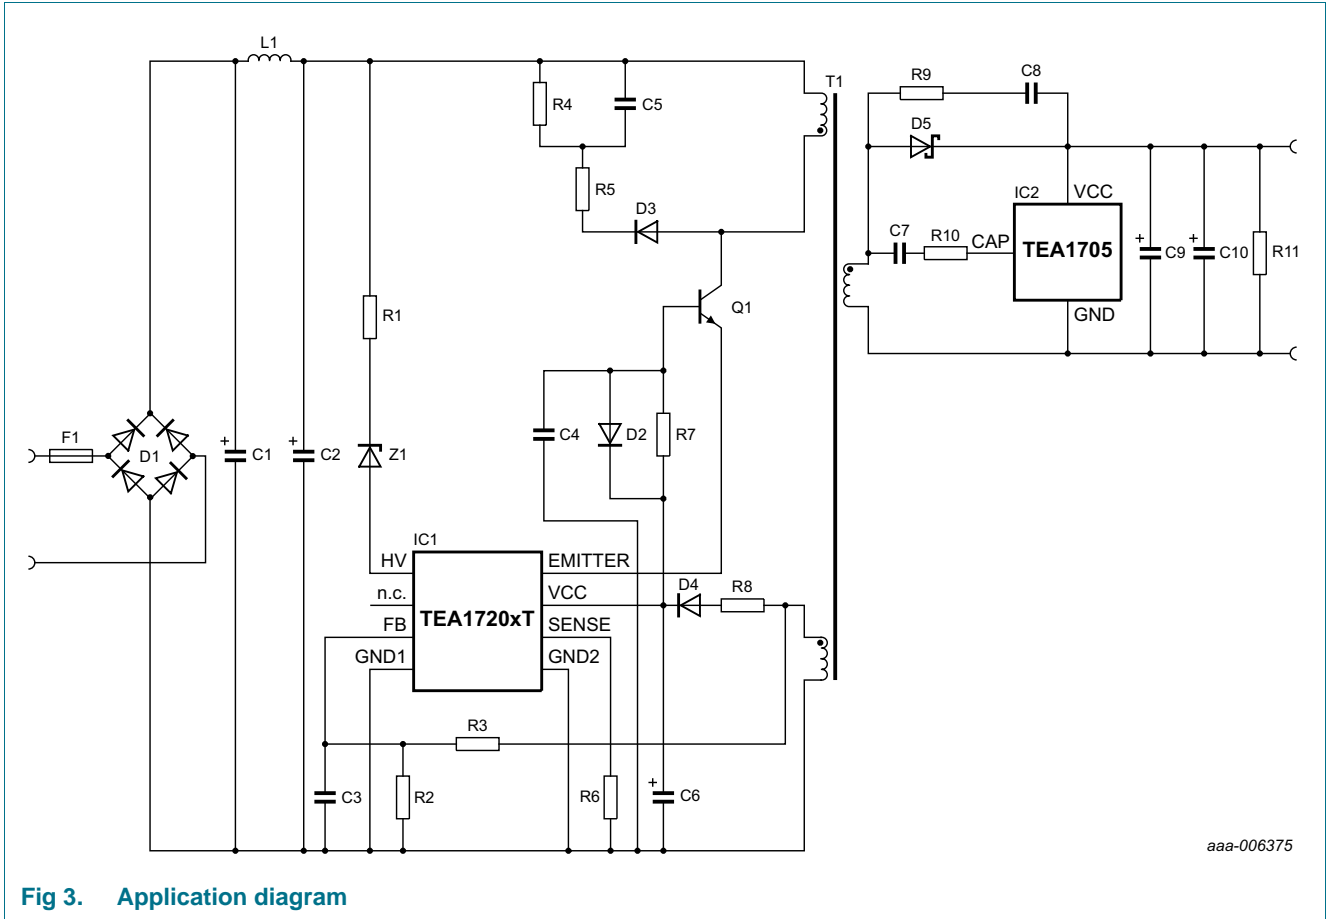 L1
T1
R9
C8
R4
C5
D5
R5
IC2
VCC
D3
C7
R10
CAP
TEA1705
C9
C10
R11
+
+
R1
Q1
GND
F1
D1
+
C1
+
C2
Z1
C4
D2
R7
IC1
HV
EMITTER
n.c.
VCC
D4
R8
TEA1720xT
FB
SENSE
GND1
GND2
R3
C3
R2
R6
+
C6
aaa-006375
Fig 3. Application diagram